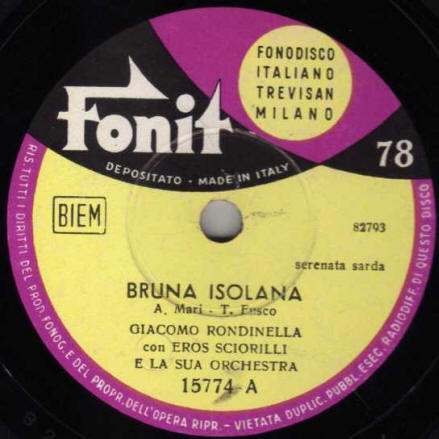 Fonit
FONODISCO
ITALIANO
TREVISAN
MILANO
DEPOSITATO - MADE IN ITALY
78
BIEM
82793
serenata sarda
BRUNA ISOLANA
A. Mari - T. Fusco
GIACOMO RONDINELLA
con EROS SCIORILLI
E LA SUA ORCHESTRA
15774 A
RIS. TUTTI I DIRITTI DEL PROD. FONOG. E DEL PROPR. DELL'OPERA RIPR. - VIETATA DUPLIC. PUBBL. ESEC. RADIODIFF. DI QUESTO DISCO